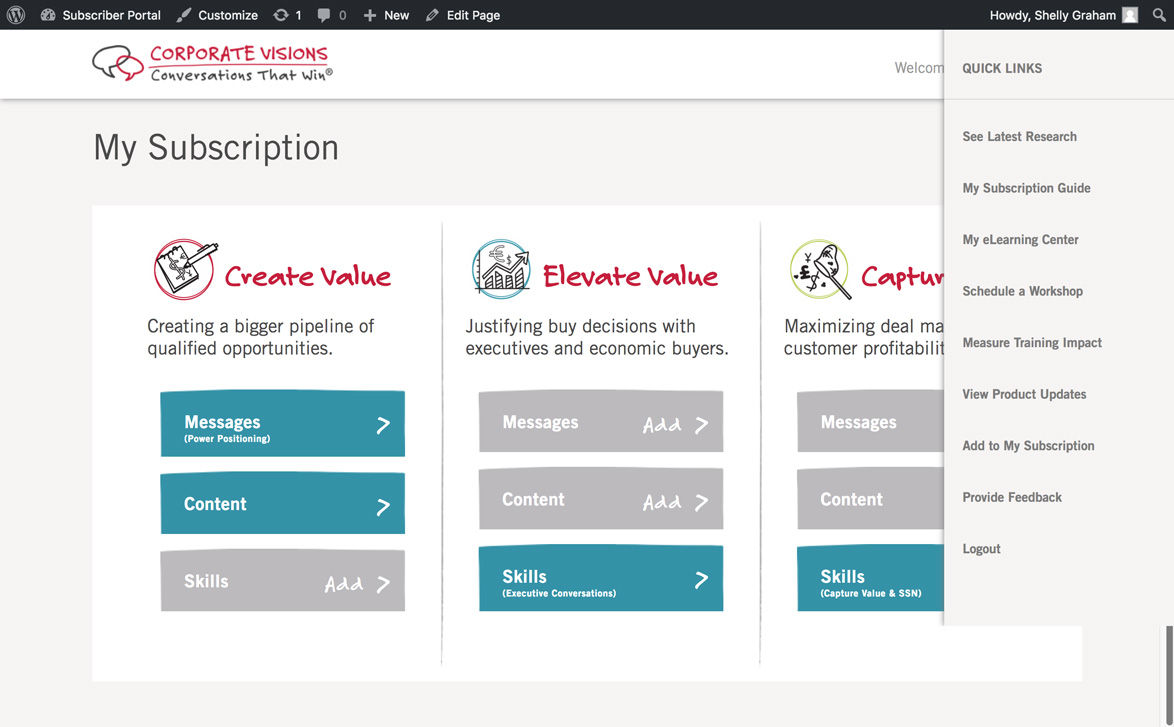 Subscriber Portal Customize 1 0 New Edit Page Howdy, Shelly Graham
CORPORATE VISIONS
Conversations That Win®
Welcom
QUICK LINKS
See Latest Research
My Subscription Guide
My eLearning Center
Schedule a Workshop
Measure Training Impact
View Product Updates
Add to My Subscription
Provide Feedback
Logout
My Subscription
Create Value
Creating a bigger pipeline of
qualified opportunities.
Messages
(Power Positioning)
Content
Skills Add
Elevate Value
Justifying buy decisions with
executives and economic buyers.
Messages Add
Content Add
Skills
(Executive Conversations)
Captur
Maximizing deal ma
customer profitabilit
Messages
Content
Skills
(Capture Value & SSN)